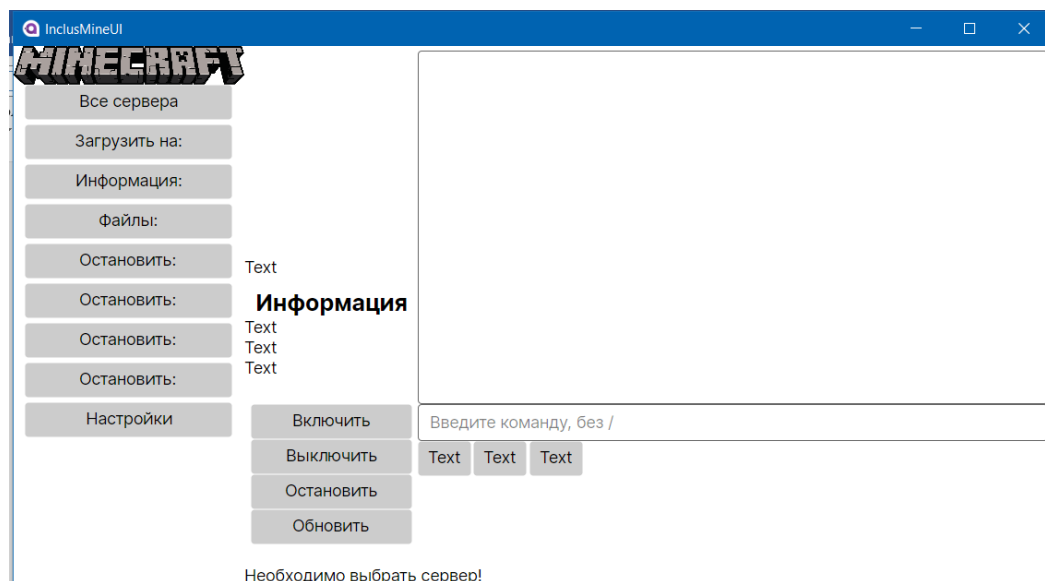 InclusMineUI
MINECRAFT
Все сервера
Загрузить на:
Информация:
Файлы:
Остановить:
Остановить:
Остановить:
Остановить:
Настройки
Text
Информация
Text
Text
Text
Включить
Выключить
Остановить
Обновить
Введите команду, без /
Text Text Text
Необходимо выбрать сервер!